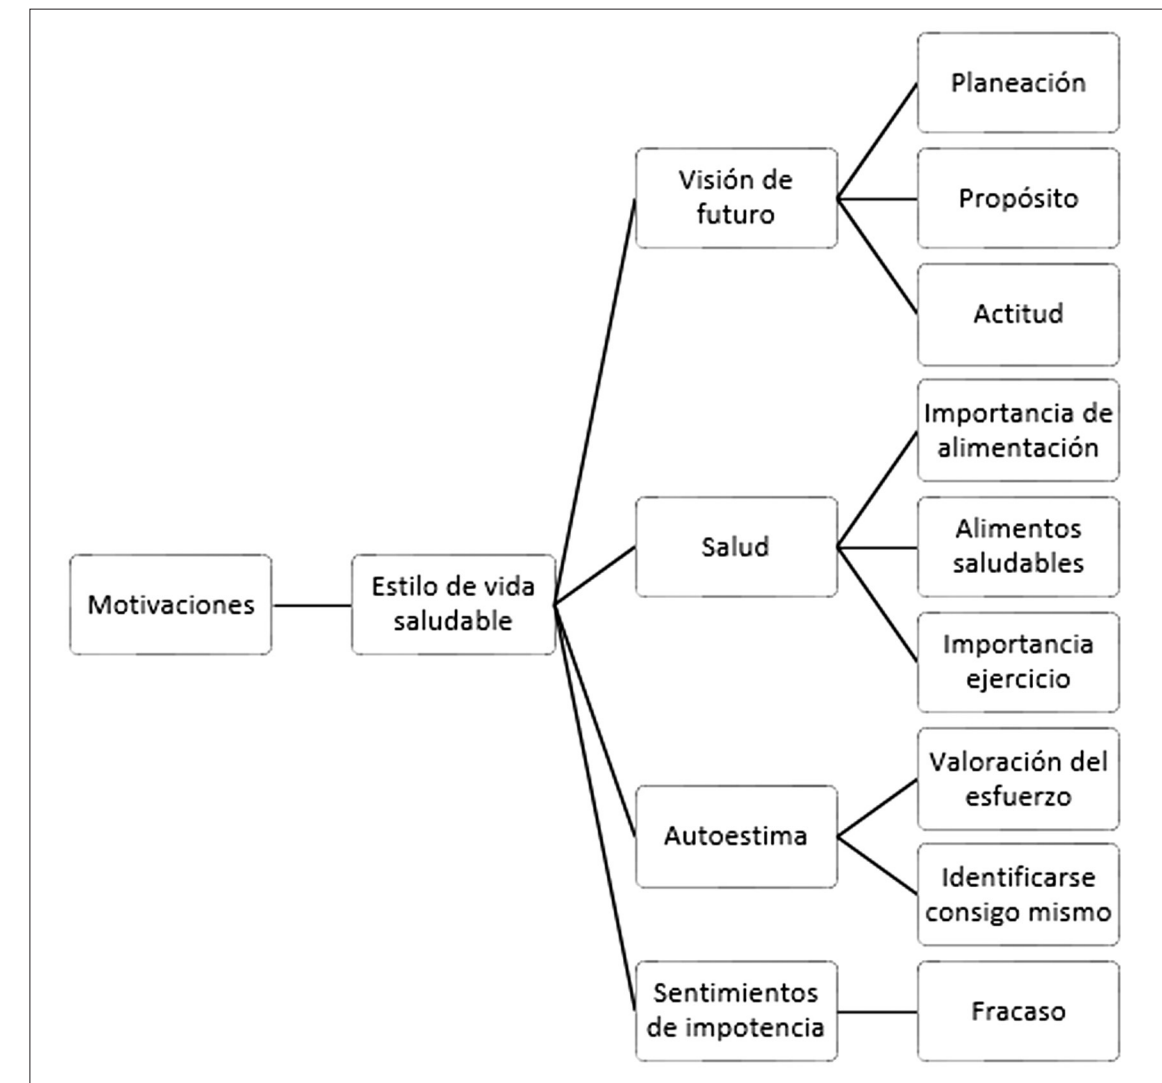 Planeación
Visión de
futuro
Propósito
Actitud
Importancia de
alimentación
Salud
Alimentos
saludables
Motivaciones
Estilo de vida
saludable
Importancia
ejercicio
Valoración del
esfuerzo
Autoestima
Identificarse
consigo mismo
Sentimientos
de impotencia
Fracaso